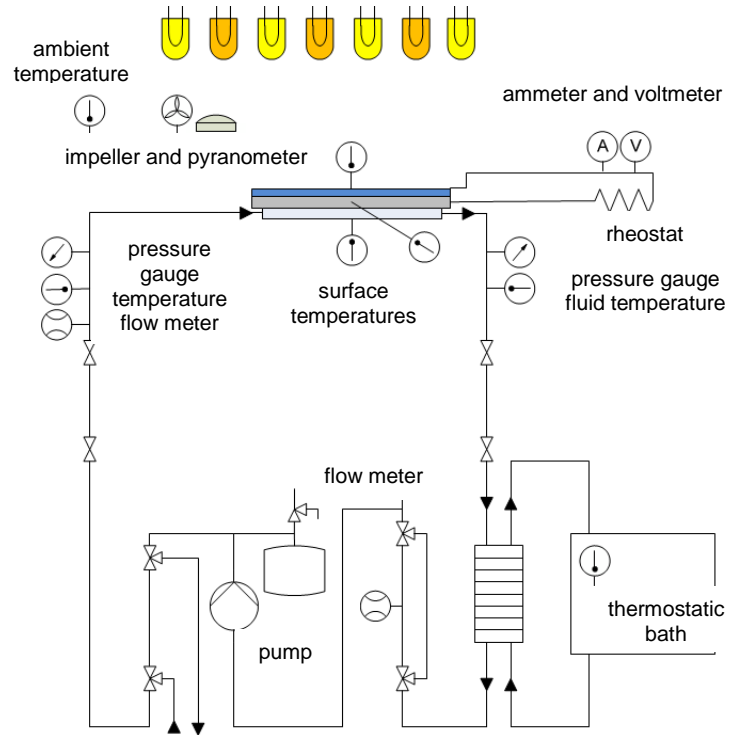 ambient
temperature
ammeter and voltmeter
A V
impeller and pyranometer
rheostat
pressure
gauge
temperature
flow meter
surface
temperatures
pressure gauge
fluid temperature
flow meter
thermostatic
bath
pump